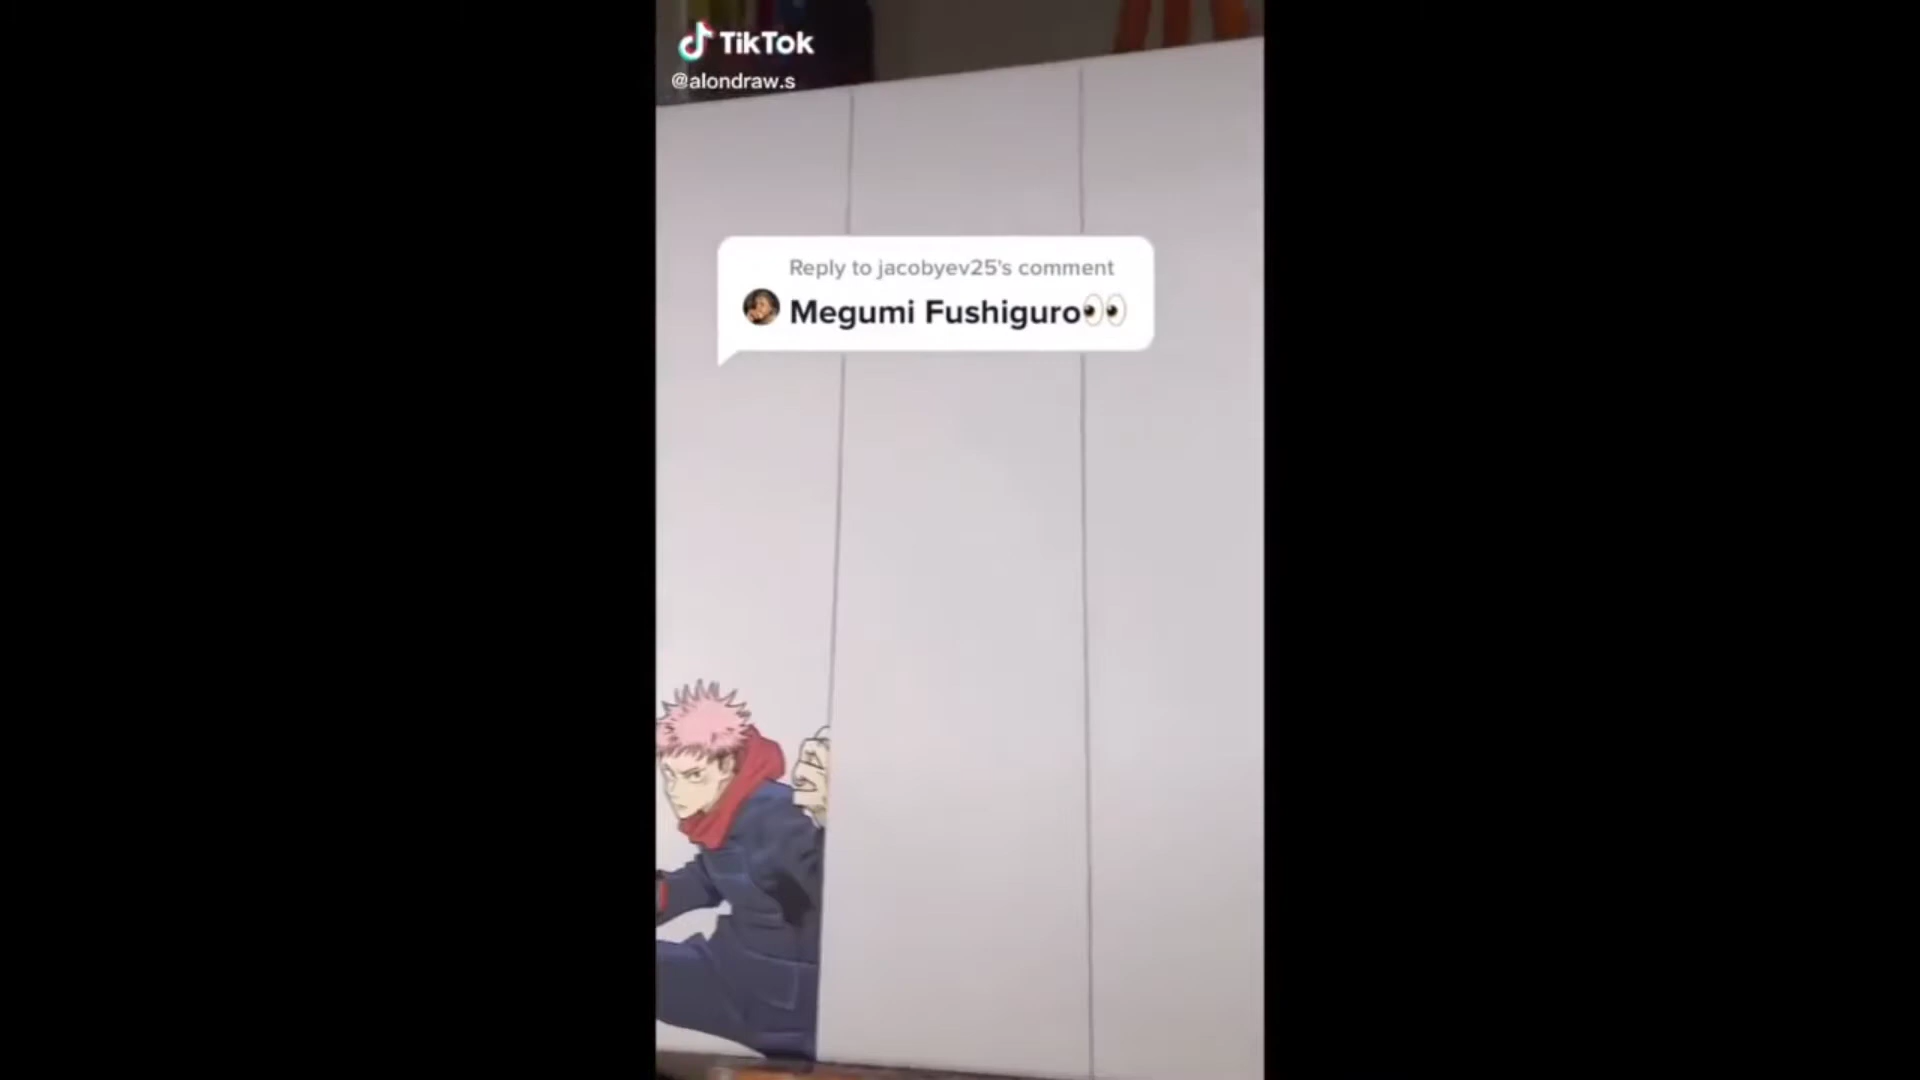 TikTok
@alondraw.s
Reply to jacobyev25's comment
Megumi Fushiguro👀